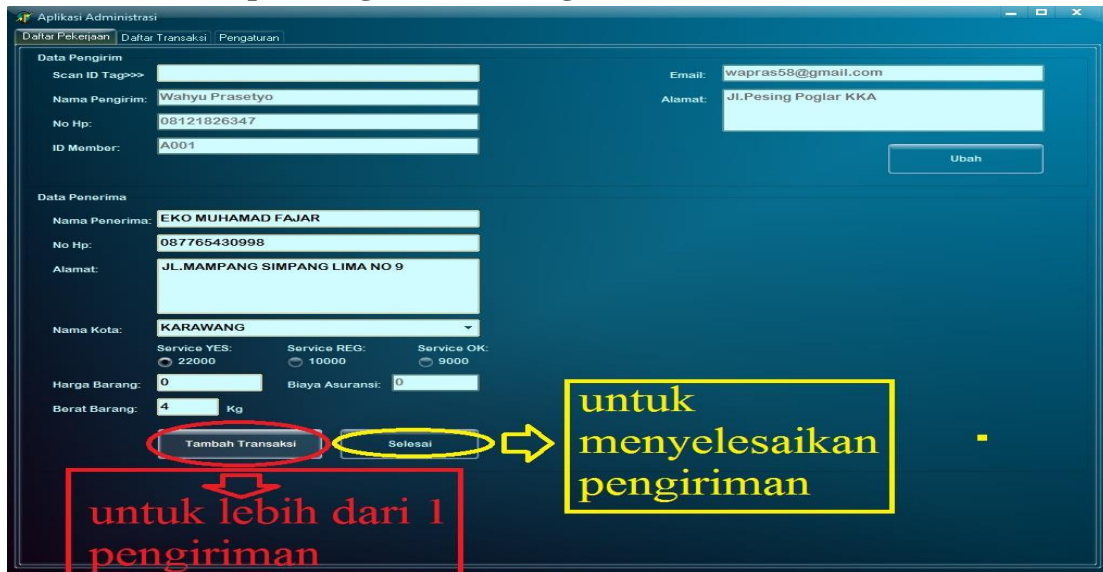 Aplikasi Administrasi
Daftar Pekerjaan Daftar Transaksi Pengaturan
Data Pengirim
Scan ID Tag>>>
Email: wapras58@gmail.com
Nama Pengirim: Wahyu Prasetyo
Alamat: Jl.Pesing Poglar KKA
No Hp: 08121826347
ID Member: A001
Ubah
Data Penerima
Nama Penerima: EKO MUHAMAD FAJAR
No Hp: 087765430998
Alamat: JL.MAMPANG SIMPANG LIMA NO 9
Nama Kota: KARAWANG
Service YES: Service REG: Service OK:
22000 10000 9000
Harga Barang: 0 Biaya Asuransi: 0
Berat Barang: 4 Kg
Tambah Transaksi Selesai
untuk
menyelesaikan
pengiriman
untuk lebih dari 1
pengiriman